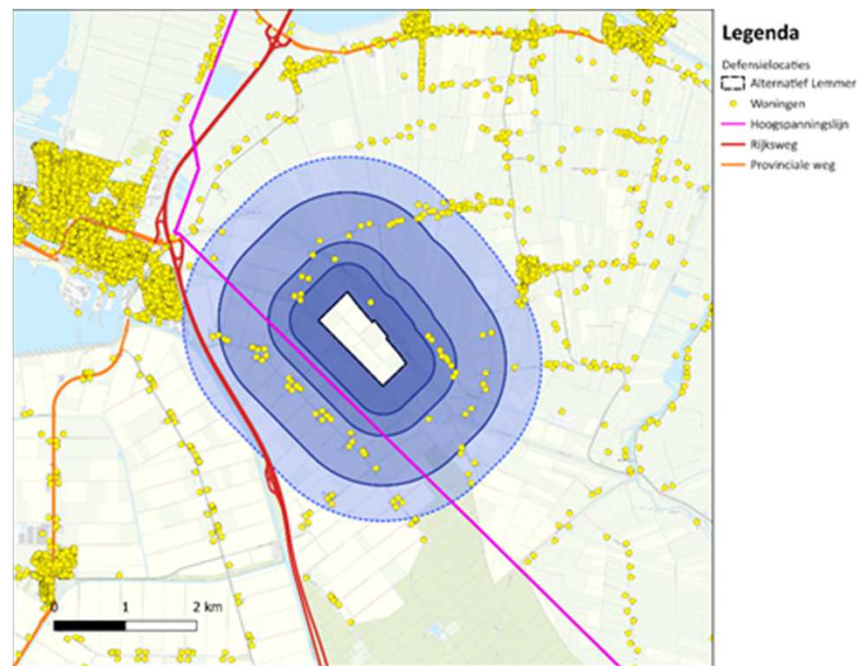 Legenda
Defensielocaties
Alternatief Lemmer
Woningen
Hoogspanningslijn
Rijksweg
Provinciale weg
0 1 2 km